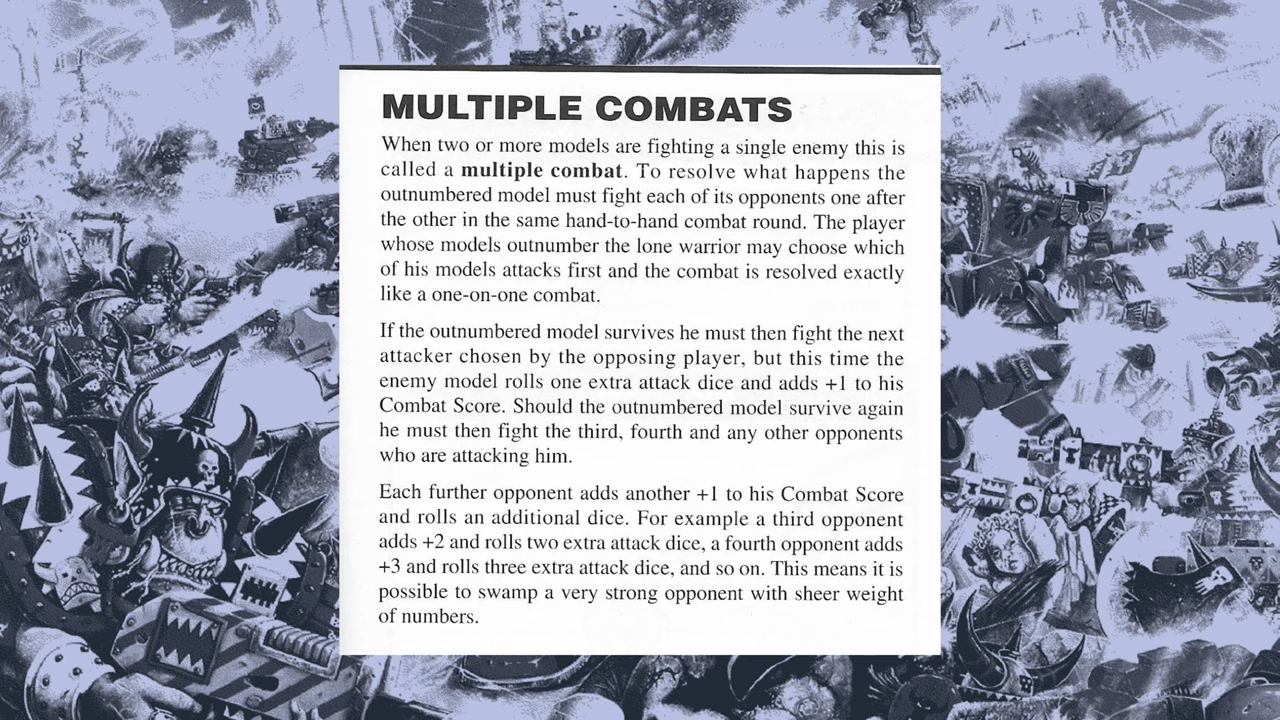 MULTIPLE COMBATS
When two or more models are fighting a single enemy this is
called a multiple combat. To resolve what happens the
outnumbered model must fight each of its opponents one after
the other in the same hand-to-hand combat round. The player
whose models outnumber the lone warrior may choose which
of his models attacks first and the combat is resolved exactly
like a one-on-one combat.
If the outnumbered model survives he must then fight the next
attacker chosen by the opposing player, but this time the
enemy model rolls one extra attack dice and adds +1 to his
Combat Score. Should the outnumbered model survive again
he must then fight the third, fourth and any other opponents
who are attacking him.
Each further opponent adds another +1 to his Combat Score
and rolls an additional dice. For example a third opponent
adds +2 and rolls two extra attack dice, a fourth opponent adds
+3 and rolls three extra attack dice, and so on. This means it is
possible to swamp a very strong opponent with sheer weight
of numbers.